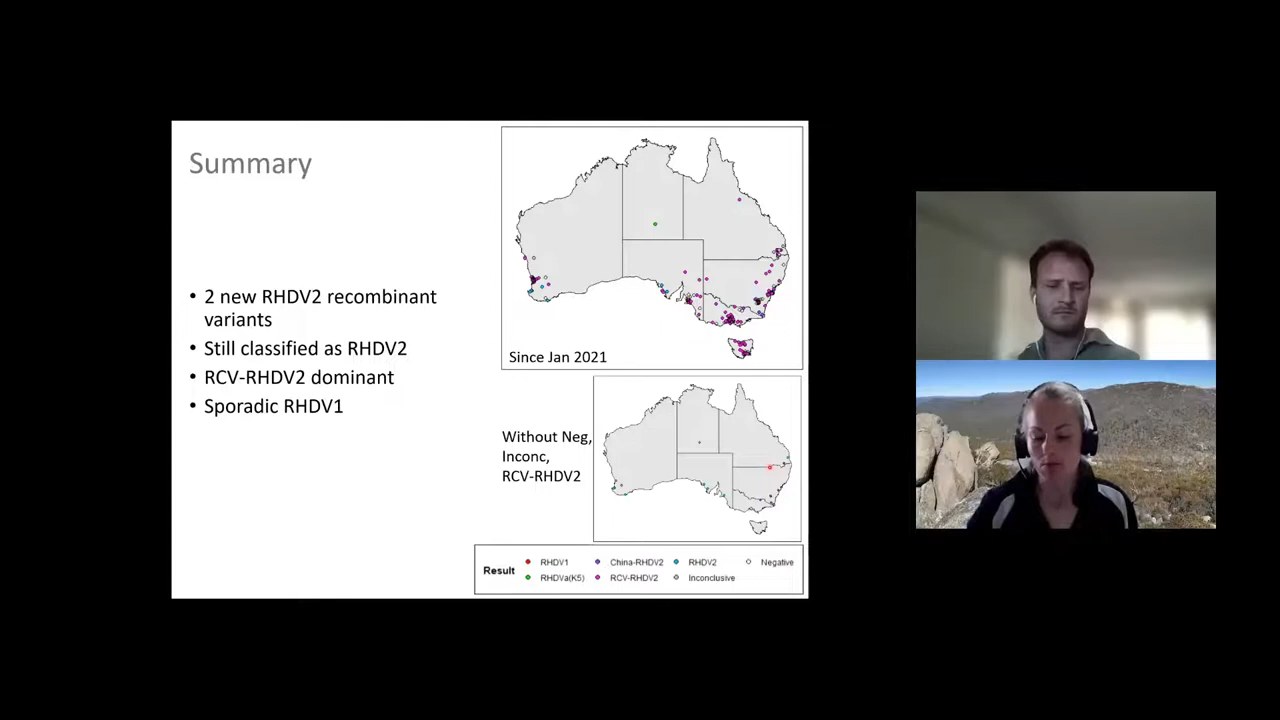 Summary
• 2 new RHDV2 recombinant
variants
• Still classified as RHDV2
• RCV-RHDV2 dominant
• Sporadic RHDV1
Since Jan 2021
Without Neg,
Inconc,
RCV-RHDV2
Result
RHDV1
China-RHDV2
RHDV2
Negative
RHDVa(K5)
RCV-RHDV2
Inconclusive